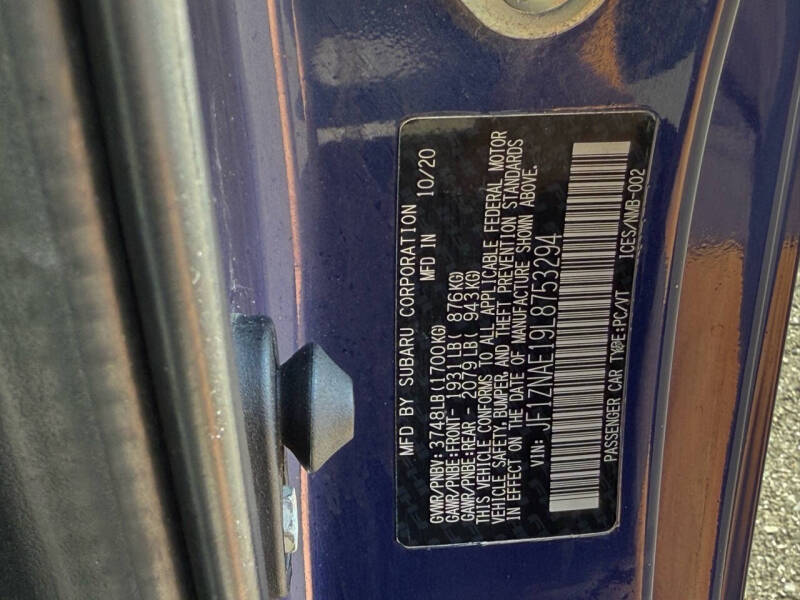 MFD BY SUBARU CORPORATION
MFD IN 10/20
GVWR/PNBV: 3748LB(1700KG)
GAWR/PNBE:FRONT- 1931LB( 876KG)
GAWR/PNBE:REAR - 2079LB( 943KG)
THIS VEHICLE CONFORMS TO ALL APPLICABLE FEDERAL MOTOR
VEHICLE SAFETY, BUMPER, AND THEFT PREVENTION STANDARDS
IN EFFECT ON THE DATE OF MANUFACTURE SHOWN ABOVE.
VIN: JF1ZNAE19L8753294
PASSENGER CAR TYPE:PC/VT ICES/NMB-002